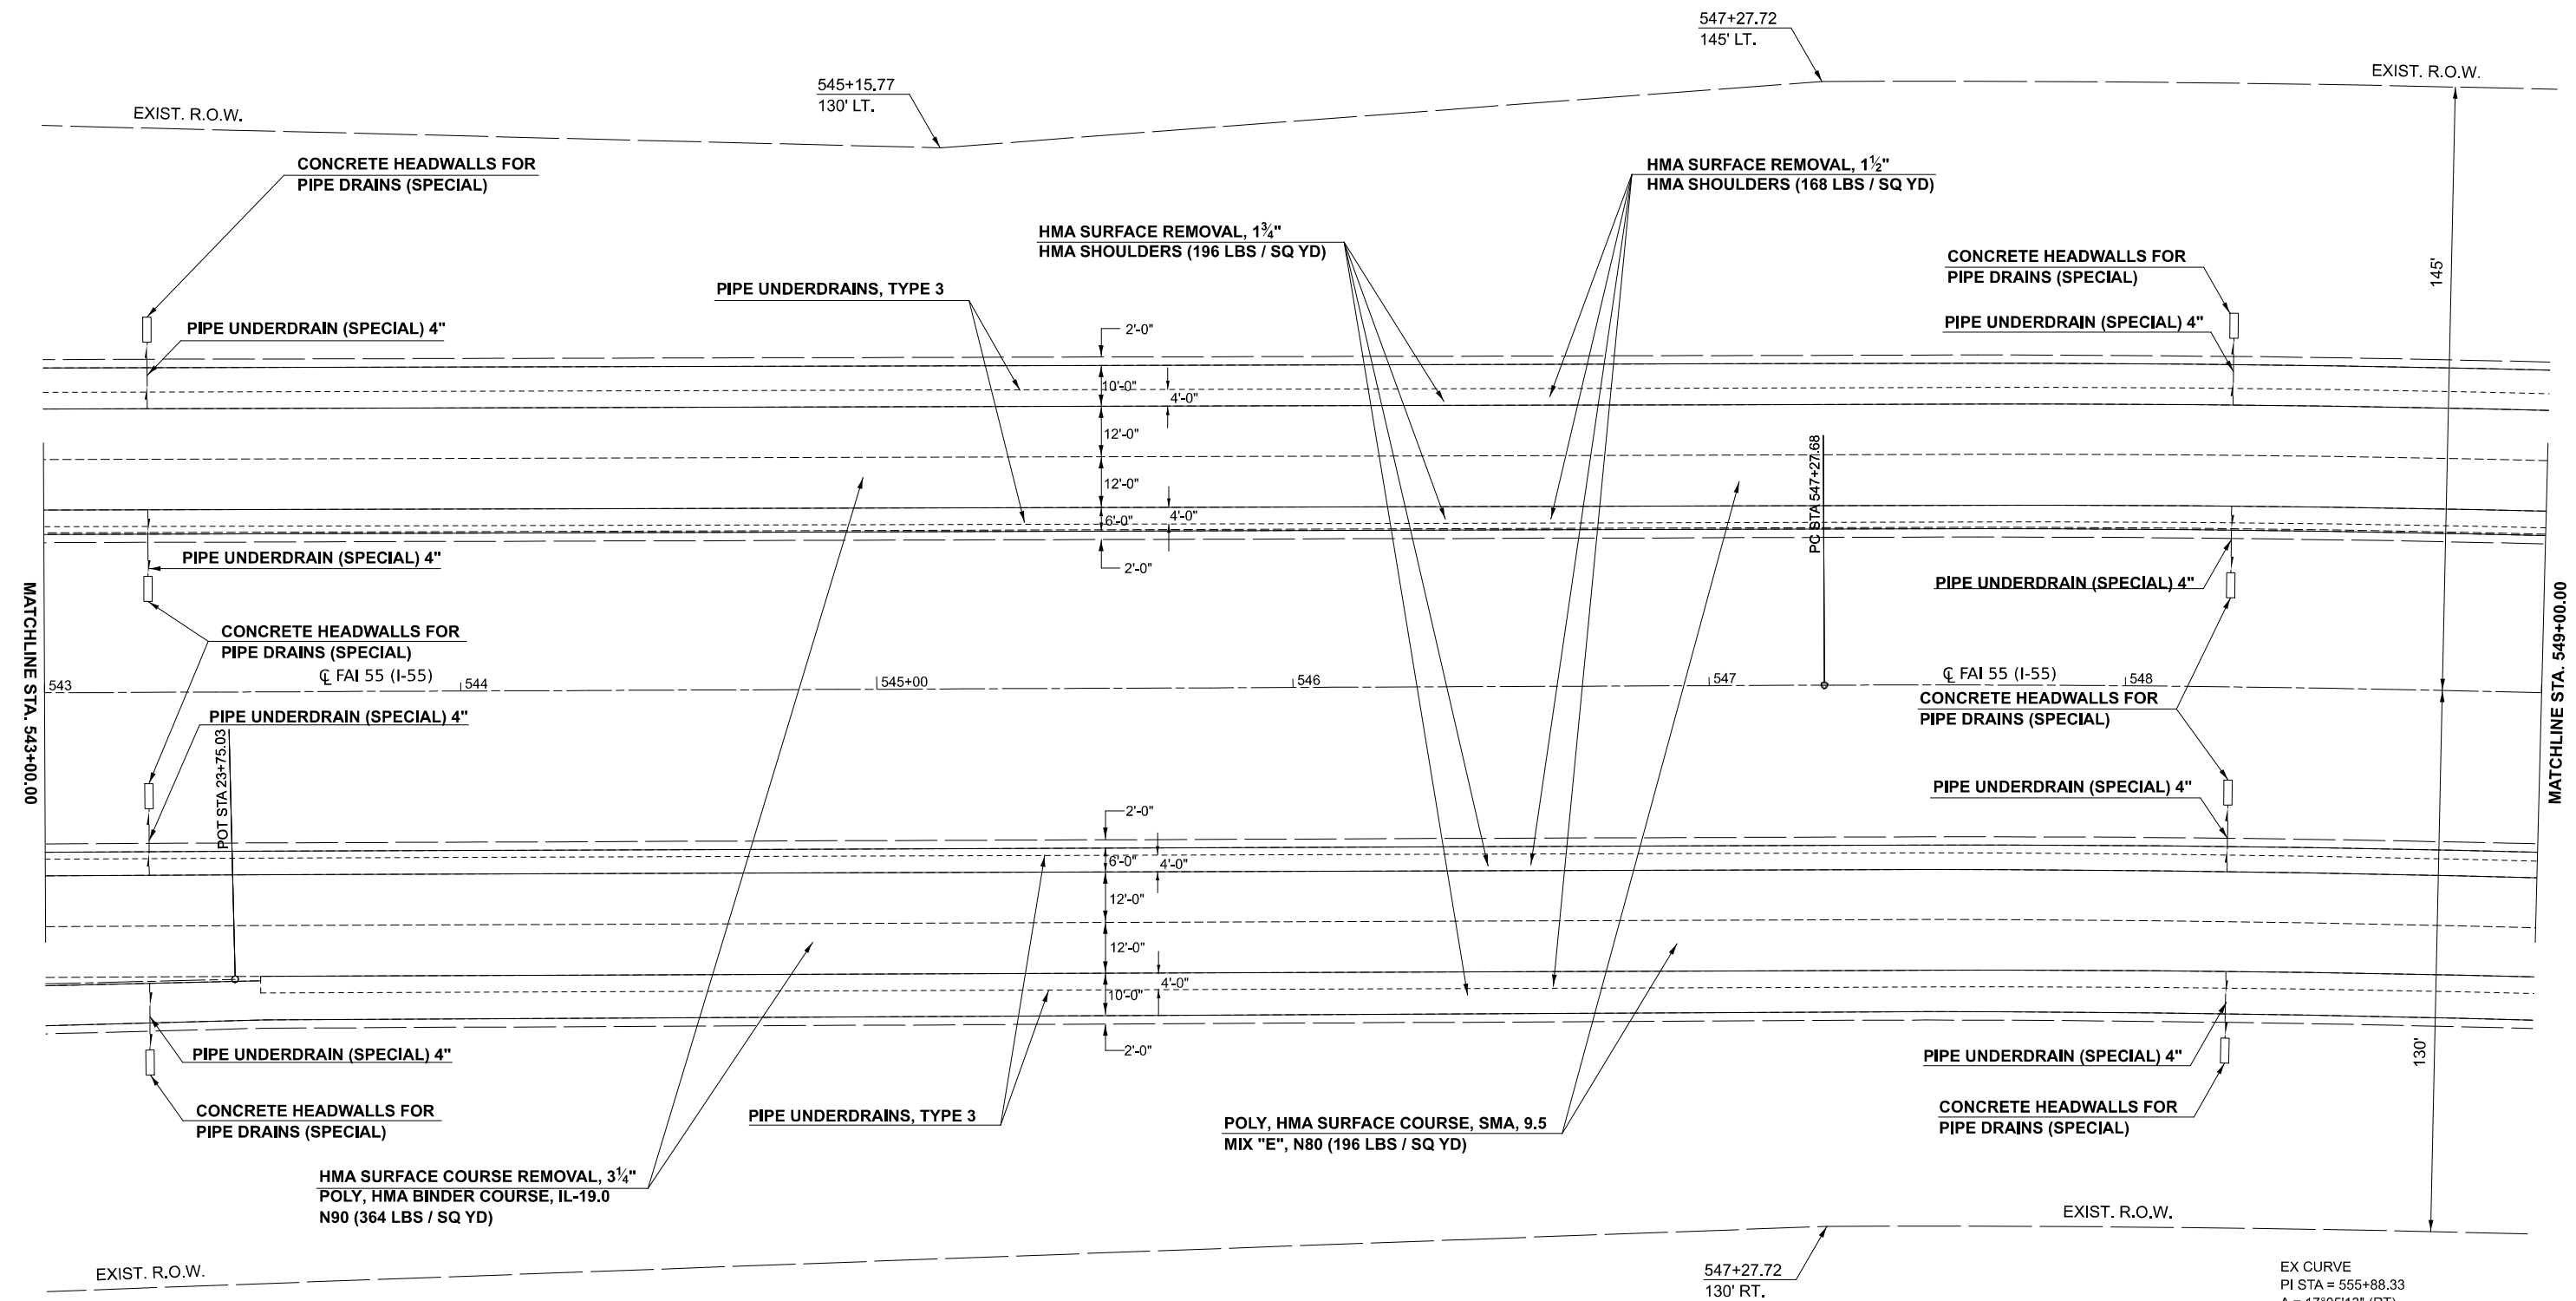 547+27.72
145' LT.
EXIST. R.O.W.
545+15.77
130' LT.
EXIST. R.O.W.
CONCRETE HEADWALLS FOR
PIPE DRAINS (SPECIAL)
HMA SURFACE REMOVAL, 1½"
HMA SHOULDERS (168 LBS / SQ YD)
HMA SURFACE REMOVAL, 1¾"
HMA SHOULDERS (196 LBS / SQ YD)
CONCRETE HEADWALLS FOR
PIPE DRAINS (SPECIAL)
145'
PIPE UNDERDRAINS, TYPE 3
PIPE UNDERDRAIN (SPECIAL) 4"
2'-0"
PIPE UNDERDRAIN (SPECIAL) 4"
10'-0"
4'-0"
12'-0"
12'-0"
6'-0"
4'-0"
2'-0"
PC STA 547+27.68
PIPE UNDERDRAIN (SPECIAL) 4"
PIPE UNDERDRAIN (SPECIAL) 4"
MATCHLINE STA. 543+00.00
MATCHLINE STA. 549+00.00
CONCRETE HEADWALLS FOR
PIPE DRAINS (SPECIAL)
℄ FAI 55 (I-55)
543
544
545+00
546
547
℄ FAI 55 (I-55)
548
CONCRETE HEADWALLS FOR
PIPE DRAINS (SPECIAL)
PIPE UNDERDRAIN (SPECIAL) 4"
POT STA 23+75.03
PIPE UNDERDRAIN (SPECIAL) 4"
2'-0"
6'-0"
4'-0"
12'-0"
12'-0"
4'-0"
10'-0"
2'-0"
130'
PIPE UNDERDRAIN (SPECIAL) 4"
PIPE UNDERDRAIN (SPECIAL) 4"
CONCRETE HEADWALLS FOR
PIPE DRAINS (SPECIAL)
PIPE UNDERDRAINS, TYPE 3
POLY, HMA SURFACE COURSE, SMA, 9.5
MIX "E", N80 (196 LBS / SQ YD)
CONCRETE HEADWALLS FOR
PIPE DRAINS (SPECIAL)
HMA SURFACE COURSE REMOVAL, 3¼"
POLY, HMA BINDER COURSE, IL-19.0
N90 (364 LBS / SQ YD)
EXIST. R.O.W.
EXIST. R.O.W.
547+27.72
130' RT.
EX CURVE
PI STA = 555+88.33